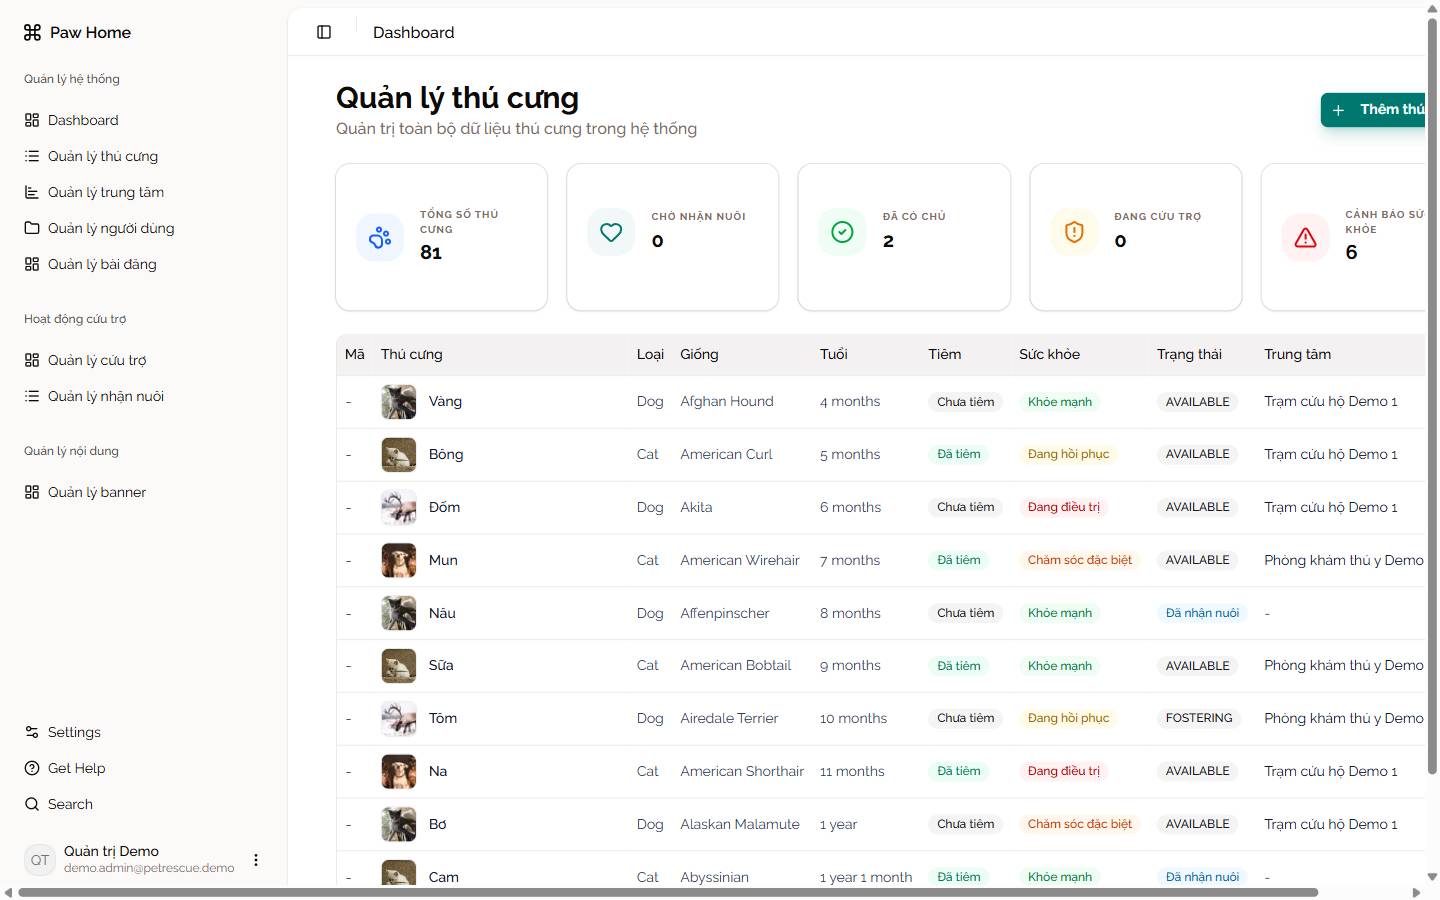 Paw Home
Quản lý hệ thống
Dashboard
Quản lý thú cưng
Quản lý trung tâm
Quản lý người dùng
Quản lý bài đăng
Hoạt động cứu trợ
Quản lý cứu trợ
Quản lý nhận nuôi
Quản lý nội dung
Quản lý banner
Settings
Get Help
Search
QT
Quản trị Demo
demo.admin@petrescue.demo
Dashboard
Quản lý thú cưng
Quản trị toàn bộ dữ liệu thú cưng trong hệ thống
Thêm thú
TỔNG SỐ THÚ
CƯNG
81
CHỜ NHẬN NUÔI
0
ĐÃ CÓ CHỦ
2
ĐANG CỨU TRỢ
0
CẢNH BÁO SỨC
KHỎE
6
Mã Thú cưng Loại Giống Tuổi Tiêm Sức khỏe Trạng thái Trung tâm
- Vàng Dog Afghan Hound 4 months Chưa tiêm Khỏe mạnh AVAILABLE Trạm cứu hộ Demo 1
- Bông Cat American Curl 5 months Đã tiêm Đang hồi phục AVAILABLE Trạm cứu hộ Demo 1
- Đốm Dog Akita 6 months Chưa tiêm Đang điều trị AVAILABLE Trạm cứu hộ Demo 1
- Mun Cat American Wirehair 7 months Đã tiêm Chăm sóc đặc biệt AVAILABLE Phòng khám thú y Demo
- Nâu Dog Affenpinscher 8 months Chưa tiêm Khỏe mạnh Đã nhận nuôi -
- Sữa Cat American Bobtail 9 months Đã tiêm Khỏe mạnh AVAILABLE Phòng khám thú y Demo
- Tôm Dog Airedale Terrier 10 months Chưa tiêm Đang hồi phục FOSTERING Phòng khám thú y Demo
- Na Cat American Shorthair 11 months Đã tiêm Đang điều trị AVAILABLE Trạm cứu hộ Demo 1
- Bơ Dog Alaskan Malamute 1 year Chưa tiêm Chăm sóc đặc biệt AVAILABLE Trạm cứu hộ Demo 1
- Cam Cat Abyssinian 1 year 1 month Đã tiêm Khỏe mạnh Đã nhận nuôi -